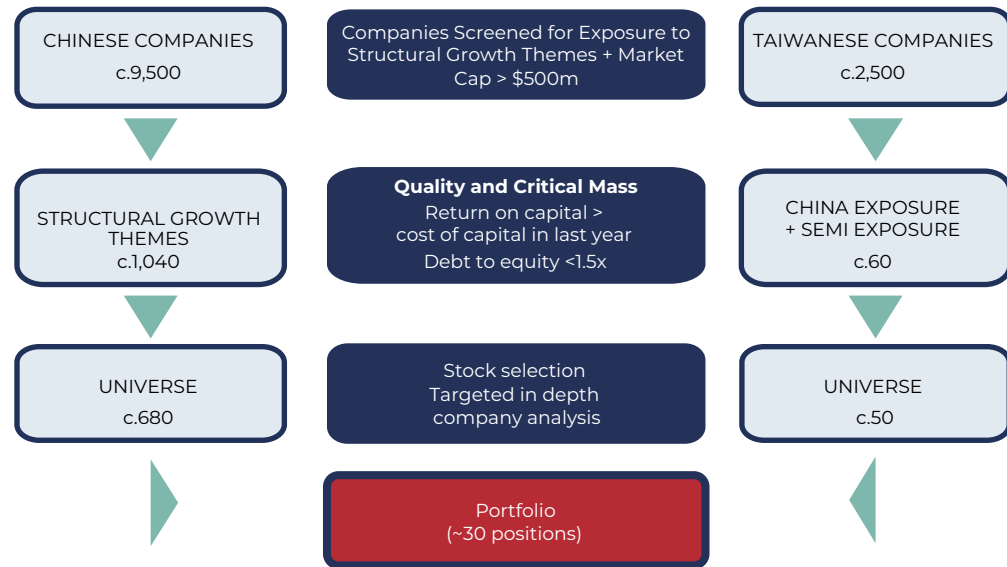 CHINESE COMPANIES
c.9,500
Companies Screened for Exposure to
Structural Growth Themes + Market
Cap > $500m
TAIWANESE COMPANIES
c.2,500
STRUCTURAL GROWTH
THEMES
c.1,040
Quality and Critical Mass
Return on capital >
cost of capital in last year
Debt to equity <1.5x
CHINA EXPOSURE
+ SEMI EXPOSURE
c.60
UNIVERSE
c.680
Stock selection
Targeted in depth
company analysis
UNIVERSE
c.50
Portfolio
(~30 positions)